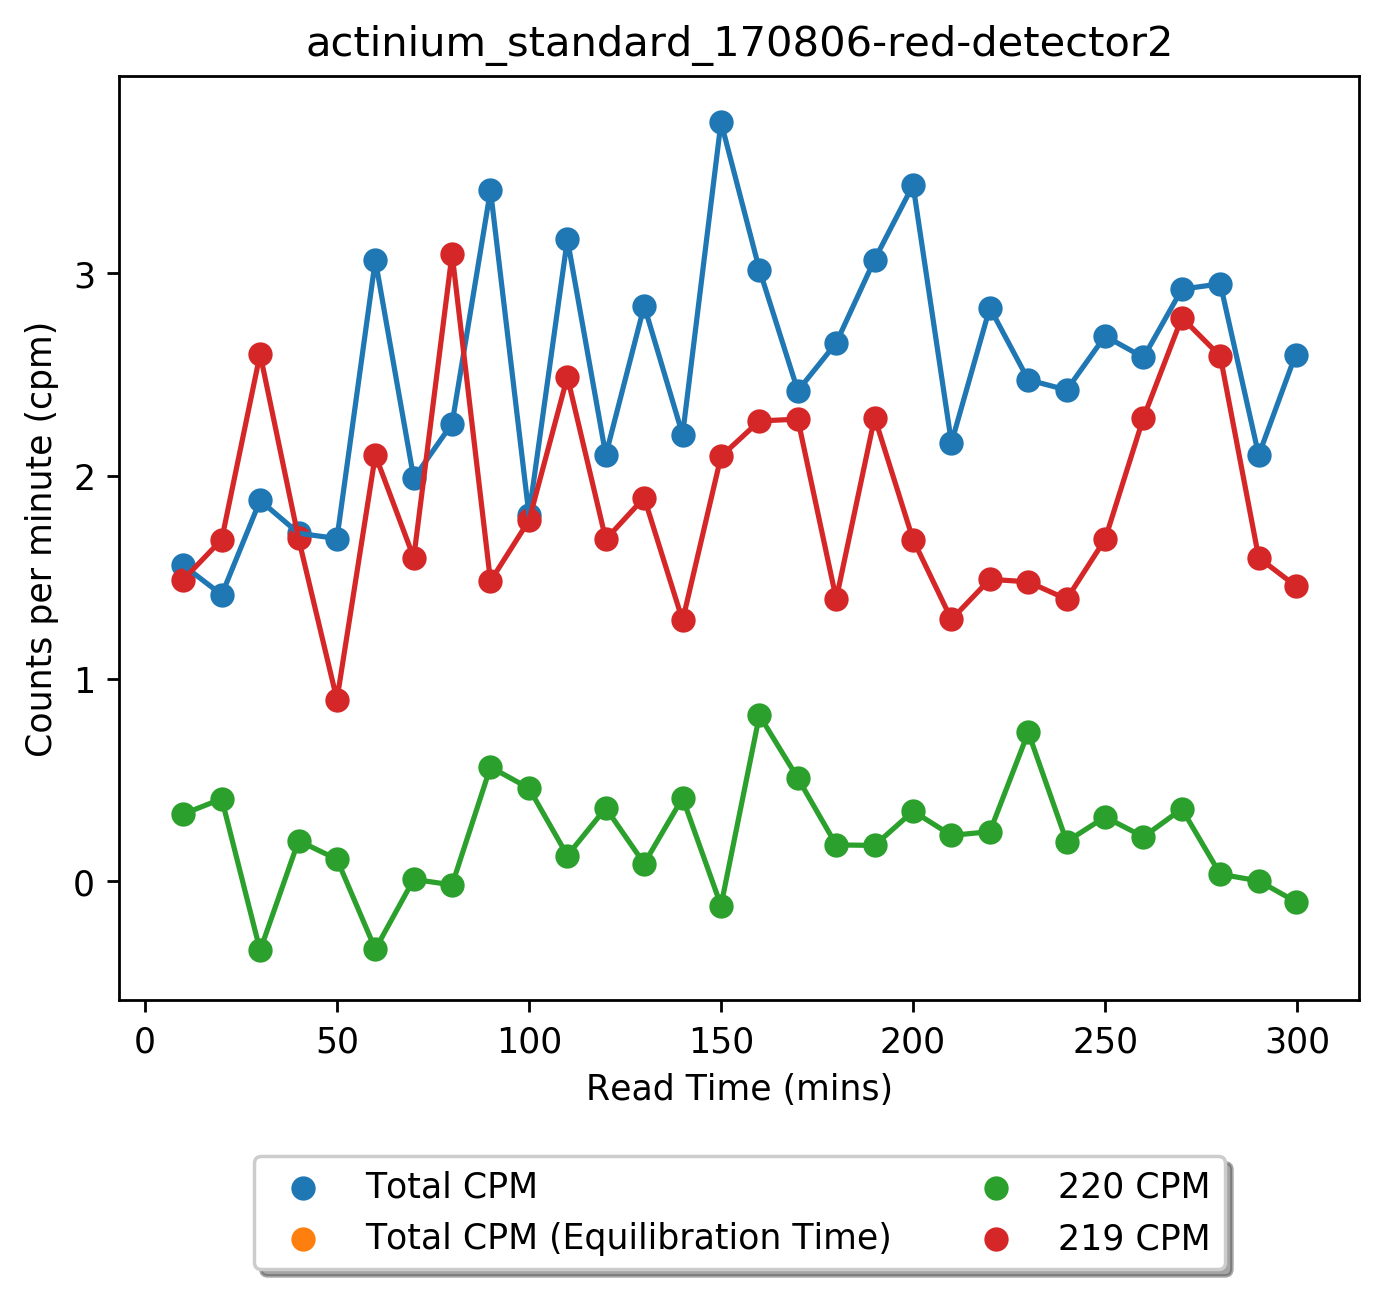 actinium_standard_170806-red-detector2
Counts per minute (cpm)
3
2
1
0
0 50 100 150 200 250 300
Read Time (mins)
Total CPM
Total CPM (Equilibration Time)
220 CPM
219 CPM